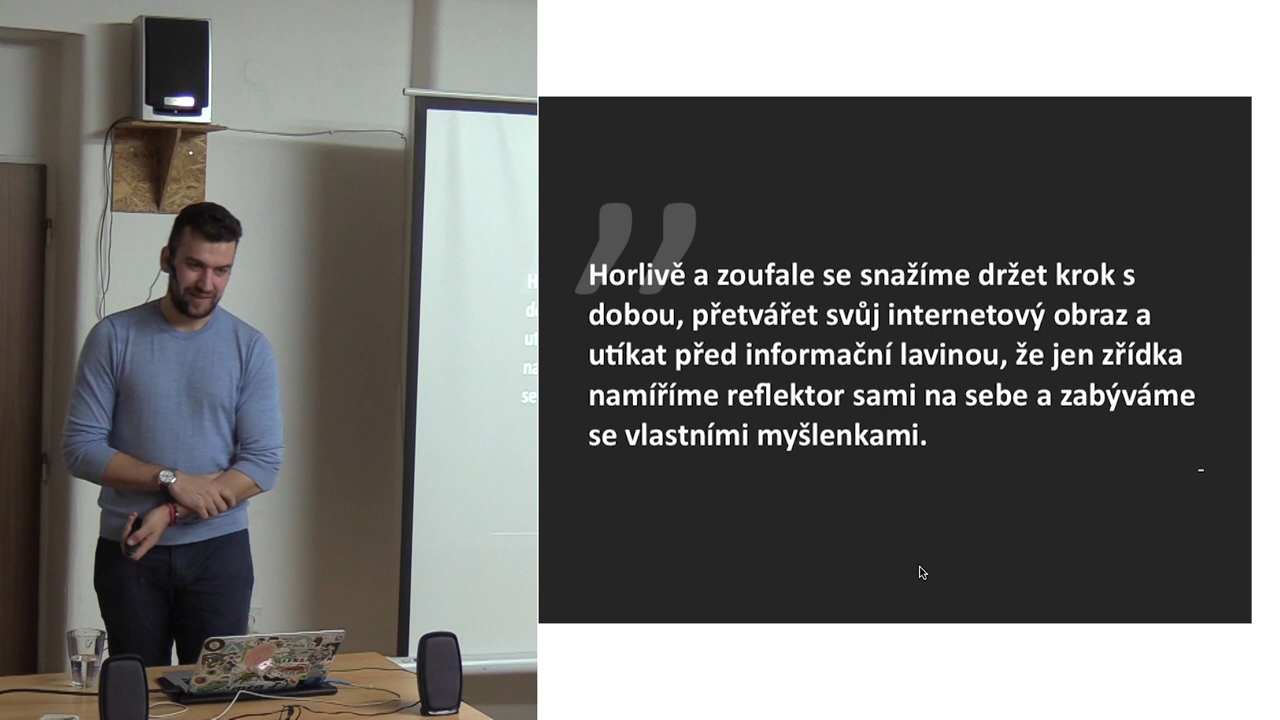 Horlivě a zoufale se snažíme držet krok s
dobou, přetvářet svůj internetový obraz a
utíkat před informační lavinou, že jen zřídka
namíříme reflektor sami na sebe a zabýváme
se vlastními myšlenkami.
-